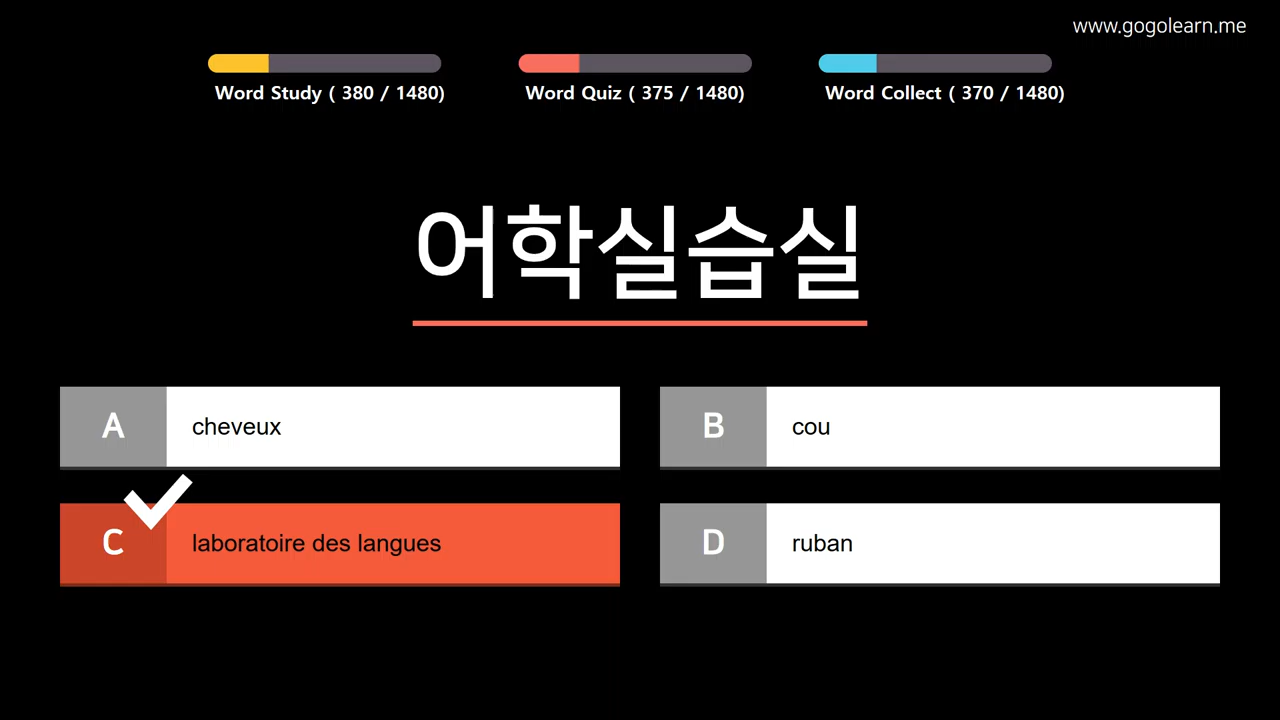 www.gogolearn.me
Word Study ( 380 / 1480)
Word Quiz ( 375 / 1480)
Word Collect ( 370 / 1480)
어학실습실
A
cheveux
B
cou
C
laboratoire des langues
D
ruban